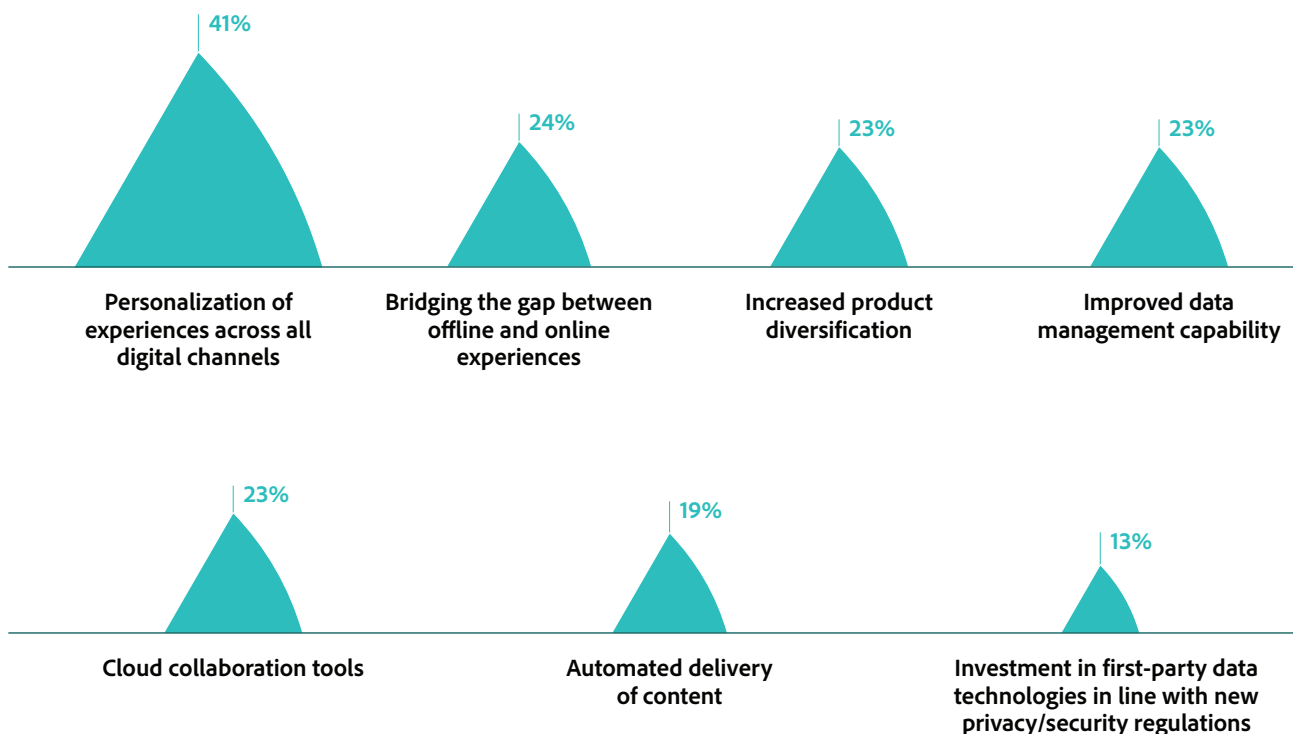 41%
24%
23%
23%
Personalization of
experiences across all
digital channels
Bridging the gap between
offline and online
experiences
Increased product
diversification
Improved data
management capability
23%
19%
13%
Cloud collaboration tools
Automated delivery
of content
Investment in first-party data
technologies in line with new
privacy/security regulations